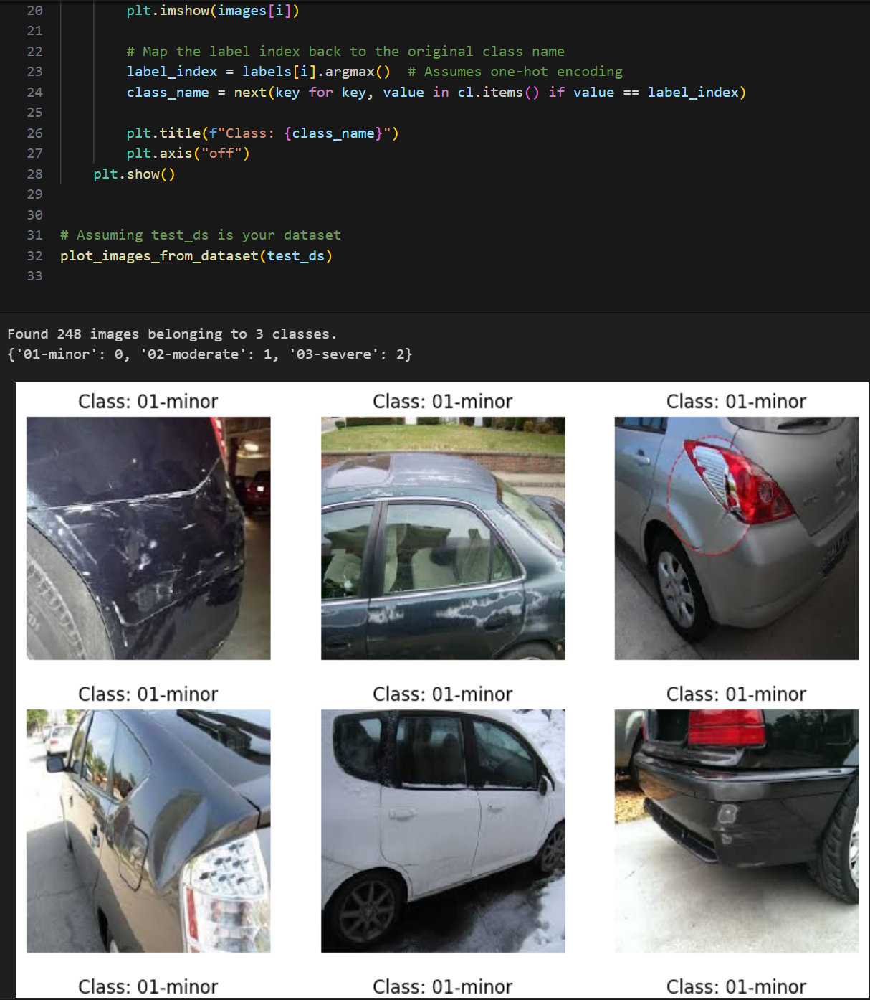 20 plt.imshow(images[i])
21
22 # Map the label index back to the original class name
23 label_index = labels[i].argmax()  # Assumes one-hot encoding
24 class_name = next(key for key, value in cl.items() if value == label_index)
25
26 plt.title(f"Class: {class_name}")
27 plt.axis("off")
28 plt.show()
29
30
31 # Assuming test_ds is your dataset
32 plot_images_from_dataset(test_ds)
33
Found 248 images belonging to 3 classes.
{'01-minor': 0, '02-moderate': 1, '03-severe': 2}
Class: 01-minor Class: 01-minor Class: 01-minor
Class: 01-minor Class: 01-minor Class: 01-minor
Class: 01-minor Class: 01-minor Class: 01-minor